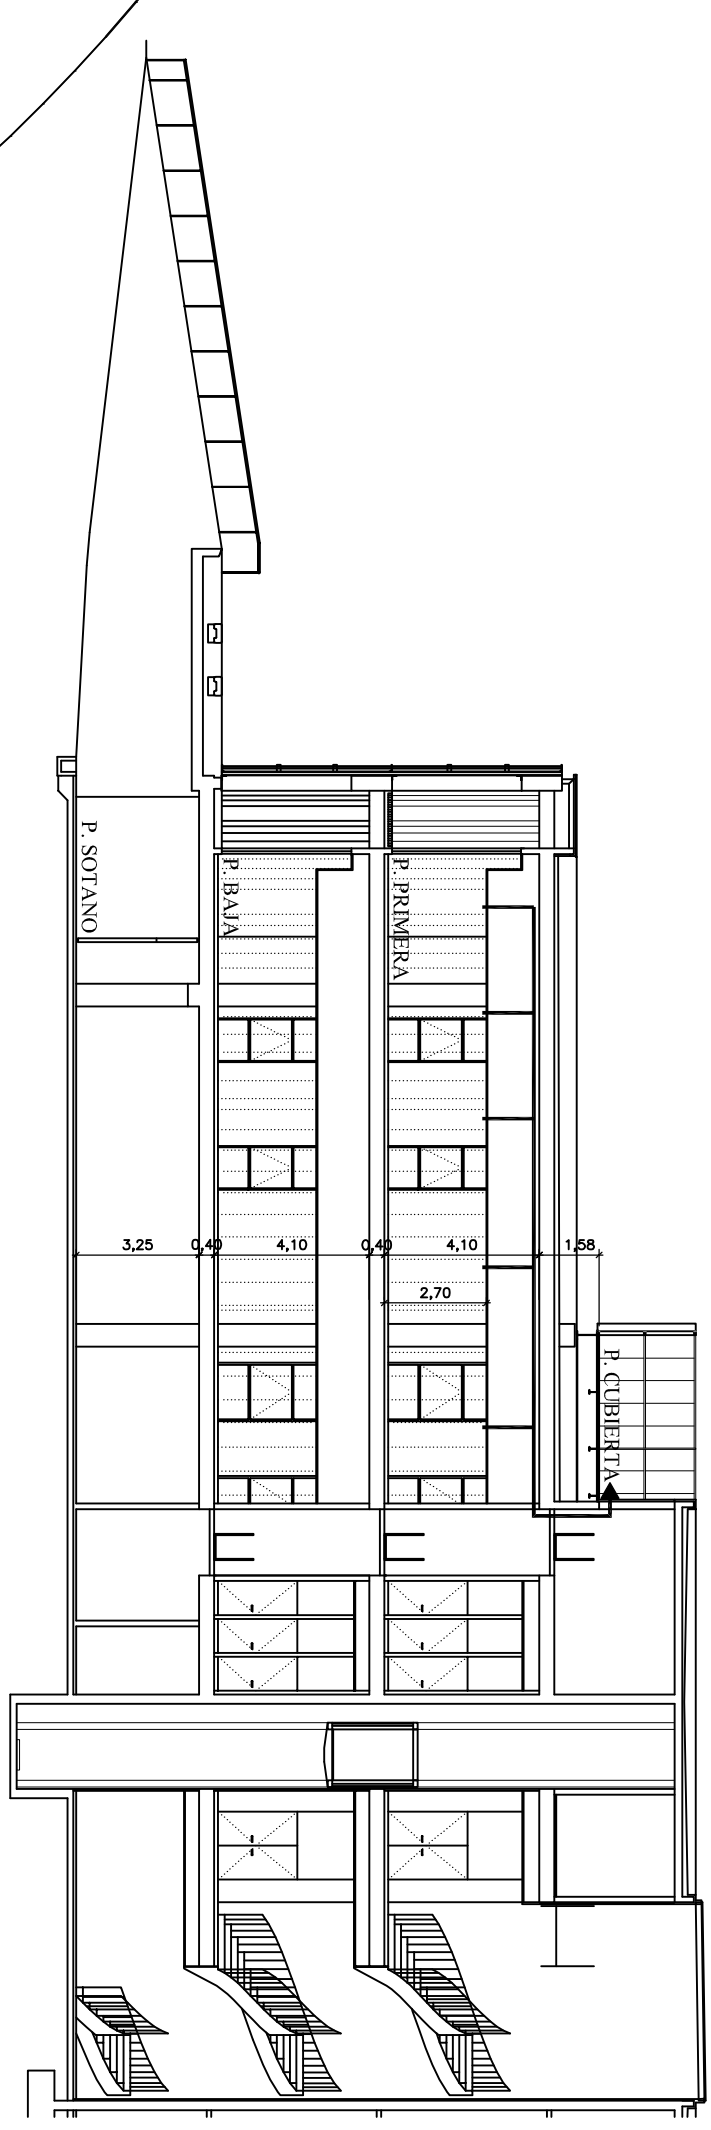 P. SOTANO
P. BAJA
P. PRIMERA
3,25
0,40
4,10
0,40
4,10
1,58
2,70
P. CUBIERTA